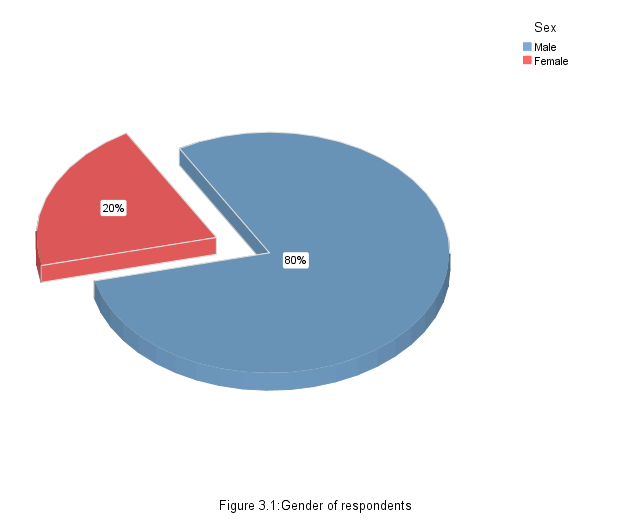 Sex
Male
Female
20%
80%
Figure 3.1:Gender of respondents